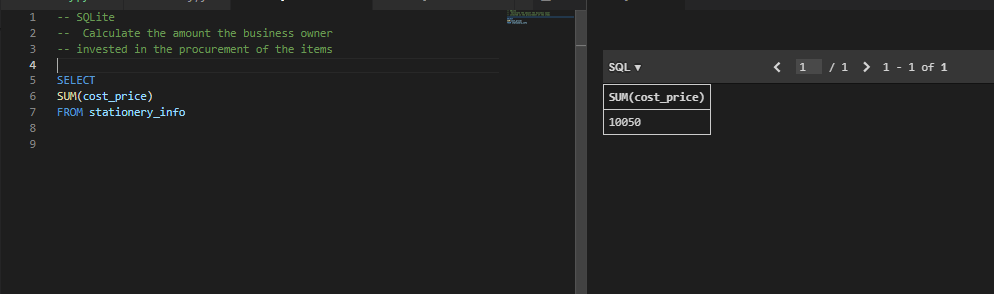 1 -- SQLite
2 --  Calculate the amount the business owner
3 -- invested in the procurement of the items
4
5 SELECT
6 SUM(cost_price)
7 FROM stationery_info
8
9
SQL ▾ < 1 / 1 > 1 - 1 of 1
SUM(cost_price)
10050